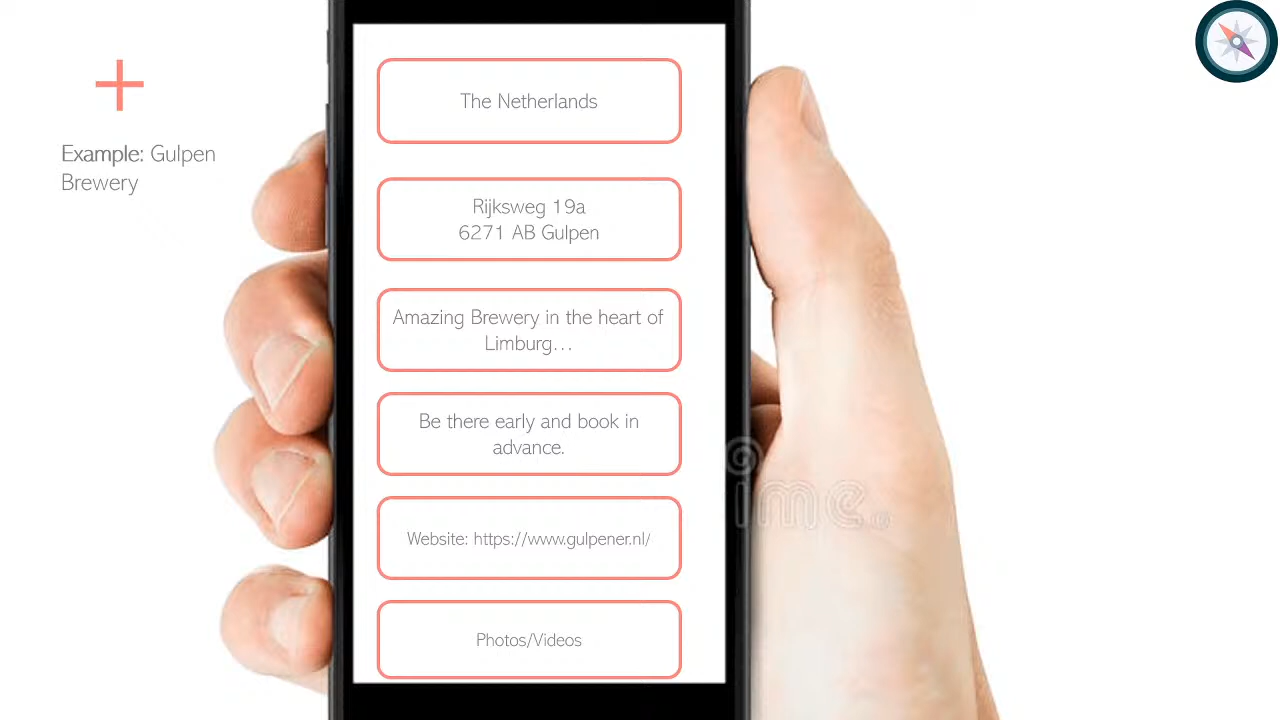 Example: Gulpen
Brewery
The Netherlands
Rijksweg 19a
6271 AB Gulpen
Amazing Brewery in the heart of
Limburg...
Be there early and book in
advance.
Website: https://www.gulpener.nl/
Photos/Videos
ime.